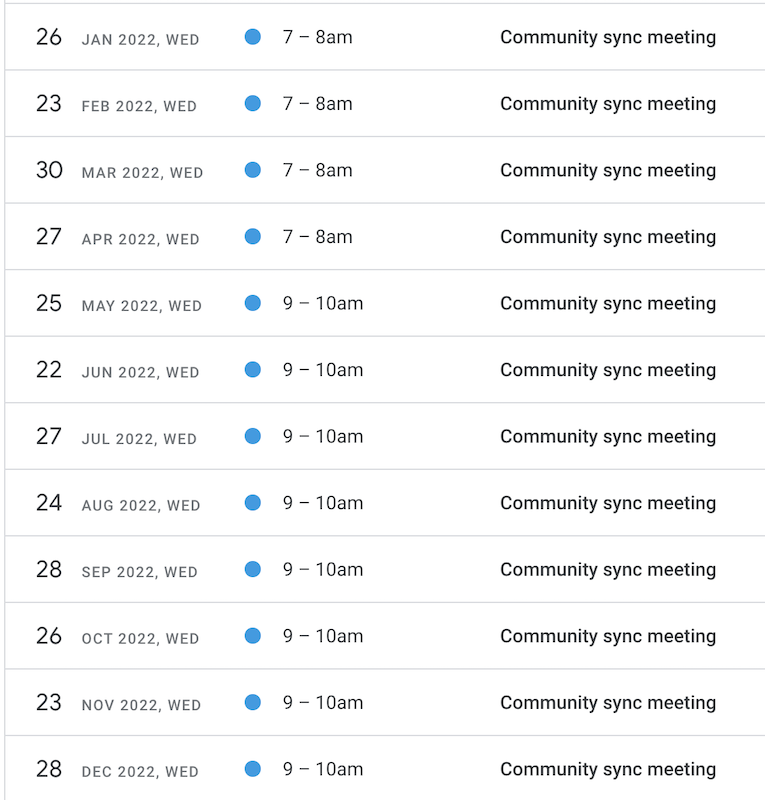 26 JAN 2022, WED 7 – 8am Community sync meeting
23 FEB 2022, WED 7 – 8am Community sync meeting
30 MAR 2022, WED 7 – 8am Community sync meeting
27 APR 2022, WED 7 – 8am Community sync meeting
25 MAY 2022, WED 9 – 10am Community sync meeting
22 JUN 2022, WED 9 – 10am Community sync meeting
27 JUL 2022, WED 9 – 10am Community sync meeting
24 AUG 2022, WED 9 – 10am Community sync meeting
28 SEP 2022, WED 9 – 10am Community sync meeting
26 OCT 2022, WED 9 – 10am Community sync meeting
23 NOV 2022, WED 9 – 10am Community sync meeting
28 DEC 2022, WED 9 – 10am Community sync meeting